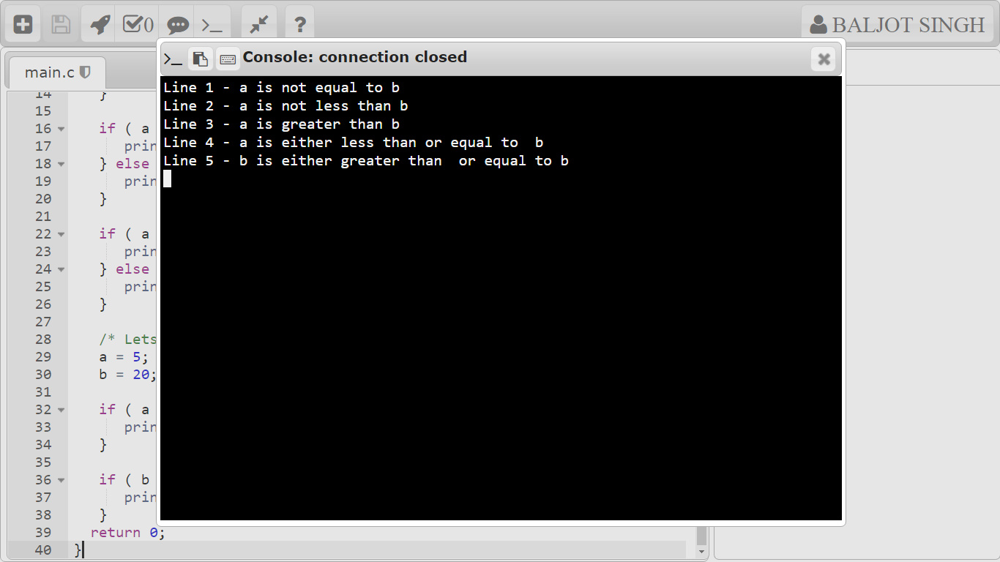 0
>_
?
BALJOT SINGH
>_
Console: connection closed
main.c
Line 1 - a is not equal to b
Line 2 - a is not less than b
Line 3 - a is greater than b
Line 4 - a is either less than or equal to  b
Line 5 - b is either greater than  or equal to b
14 }
15
16 if ( a
17 prin
18 } else
19 prin
20 }
21
22 if ( a
23 prin
24 } else
25 prin
26 }
27
28 /* Lets
29 a = 5;
30 b = 20;
31
32 if ( a
33 prin
34 }
35
36 if ( b
37 prin
38 }
39 return 0;
40 }